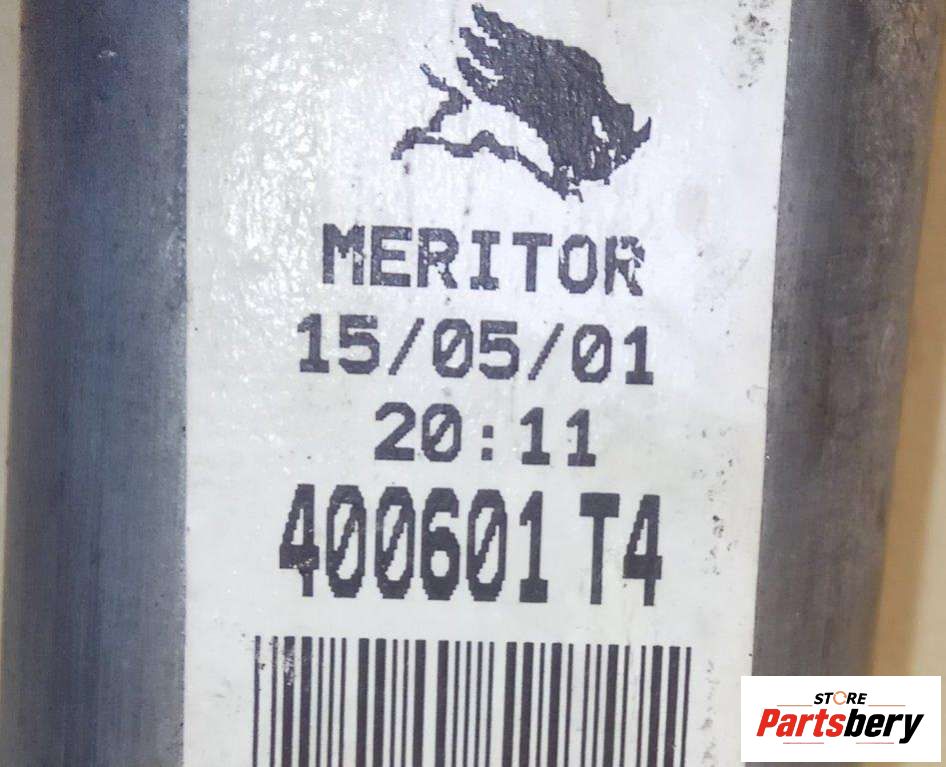 MERITOR
15/05/01
20:11
400601 T4
STORE
Partsbery